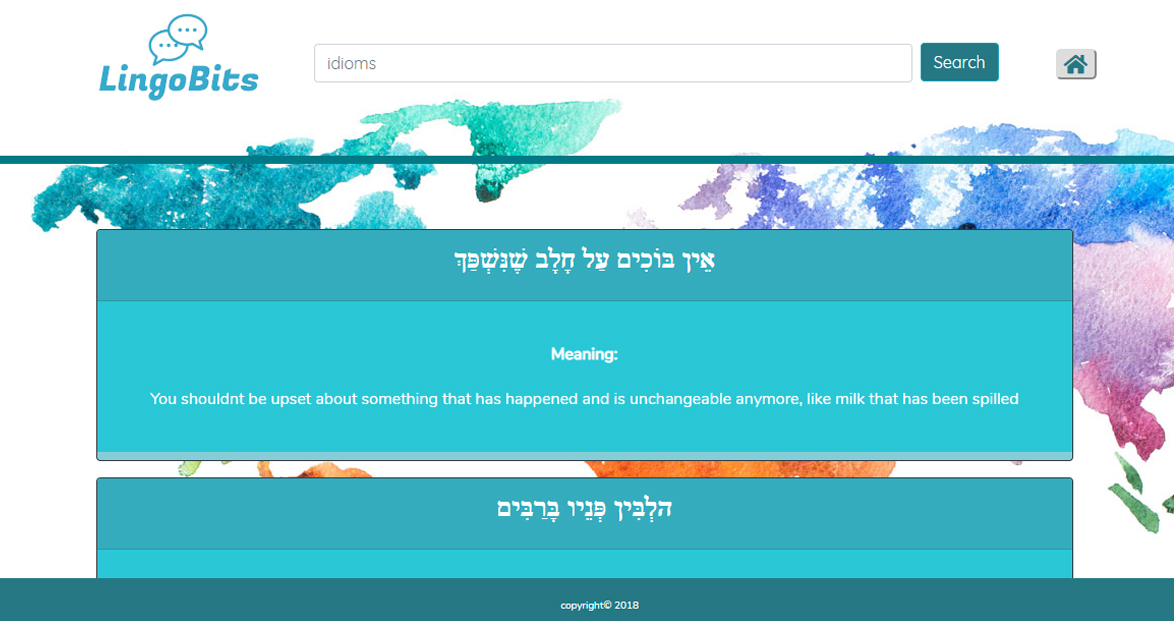 LingoBits
idioms
Search
אֵין בּוֹכִים עַל חָלָב שֶׁנִּשְׁפַּךְ
Meaning:
You shouldnt be upset about something that has happened and is unchangeable anymore, like milk that has been spilled
הלְבִּין פְּנֵיו בָּרַבִּים
copyright© 2018